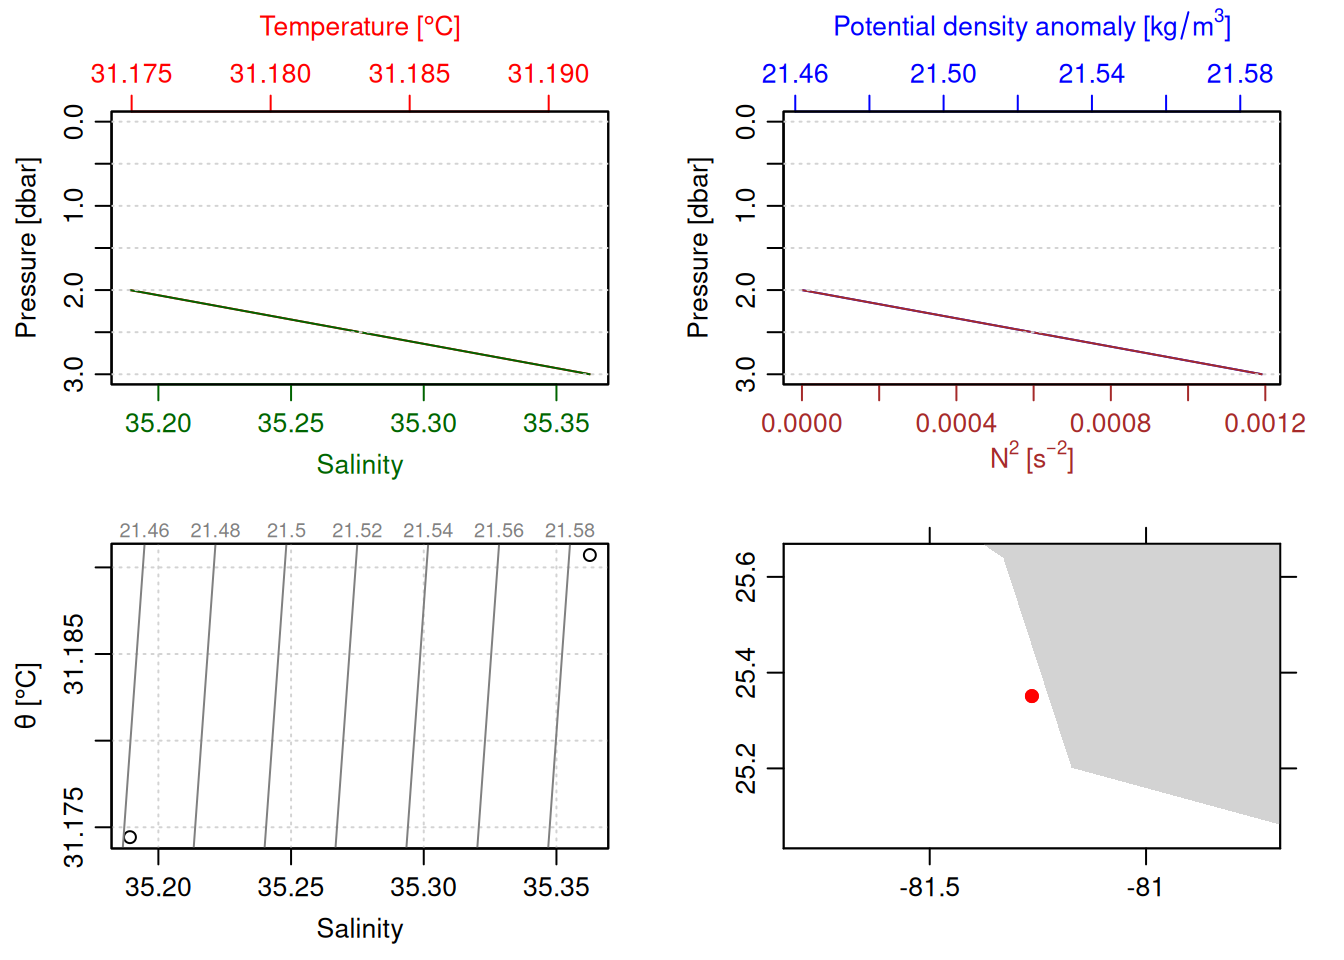 Temperature [°C]
31.175 31.180 31.185 31.190
Pressure [dbar]
0.0 1.0 2.0 3.0
35.20 35.25 35.30 35.35
Salinity
Potential density anomaly [kg/m³]
21.46 21.50 21.54 21.58
Pressure [dbar]
0.0 1.0 2.0 3.0
0.0000 0.0004 0.0008 0.0012
N² [s⁻²]
21.46 21.48 21.5 21.52 21.54 21.56 21.58
θ [°C]
31.185
31.175
35.20 35.25 35.30 35.35
Salinity
25.6
25.4
25.2
-81.5 -81